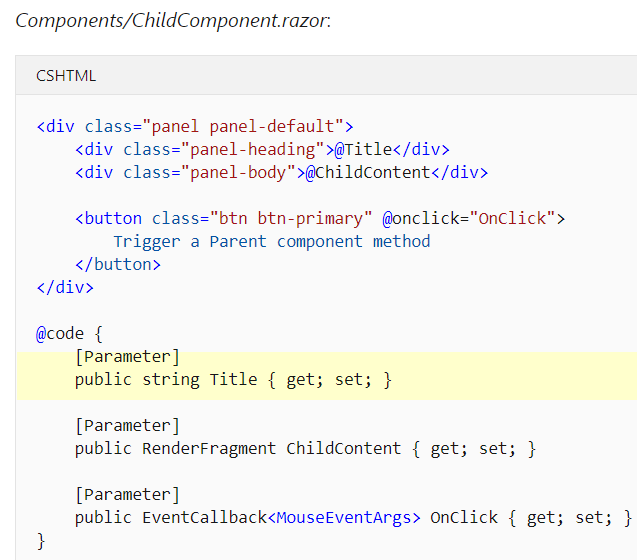 Components/ChildComponent.razor:
CSHTML
<div class="panel panel-default">
    <div class="panel-heading">@Title</div>
    <div class="panel-body">@ChildContent</div>

    <button class="btn btn-primary" @onclick="OnClick">
        Trigger a Parent component method
    </button>
</div>

@code {
    [Parameter]
    public string Title { get; set; }

    [Parameter]
    public RenderFragment ChildContent { get; set; }

    [Parameter]
    public EventCallback<MouseEventArgs> OnClick { get; set; }
}